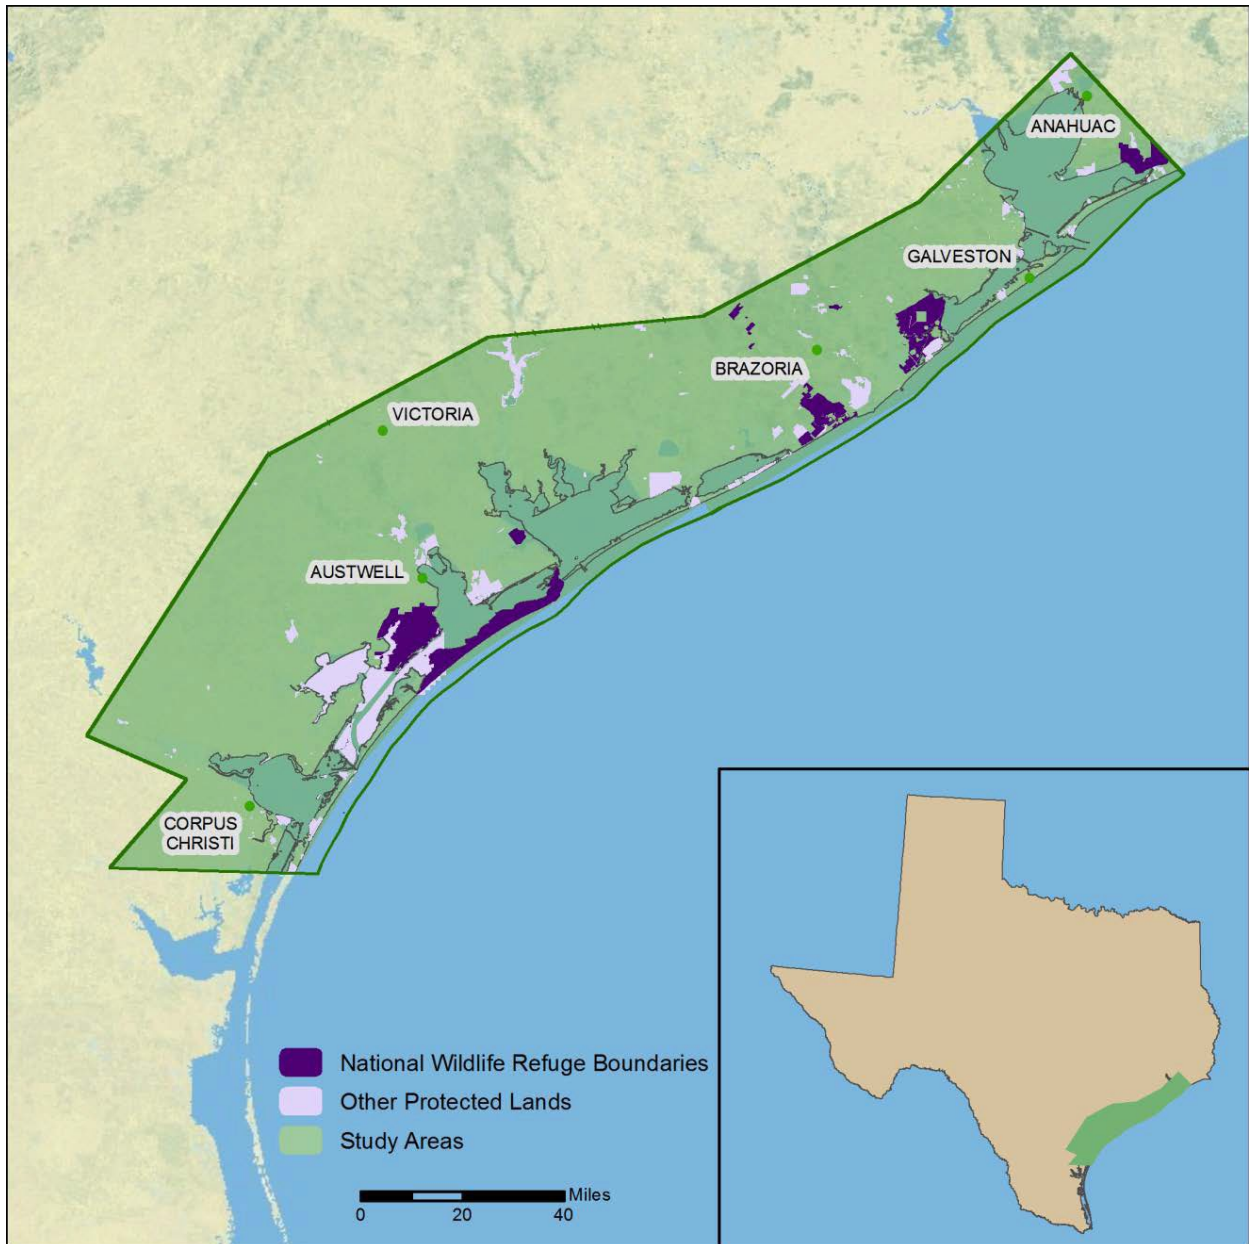 ANAHUAC
GALVESTON
BRAZORIA
VICTORIA
AUSTWELL
CORPUS
CHRISTI
National Wildlife Refuge Boundaries
Other Protected Lands
Study Areas
Miles
0 20 40